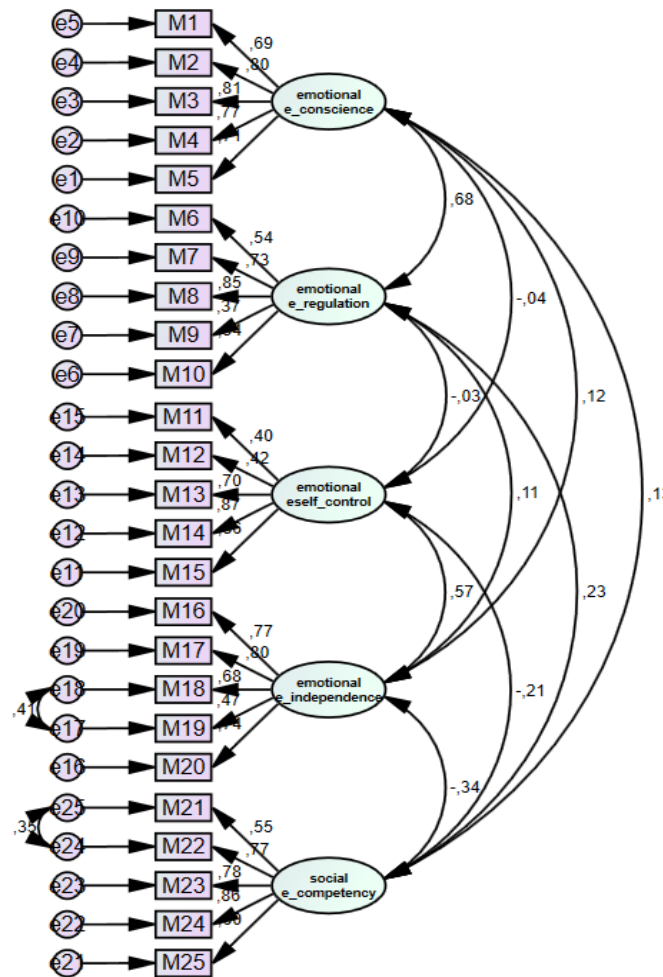 e5 M1
,69
e4 M2
,80
emotional
e_conscience
e3 M3
,81
e2 M4
,77
e1 M5
,71
,68
e10 M6
,54
e9 M7
,73
emotional
e_regulation
e8 M8
,85
-,04
e7 M9
,37
e6 M10
-,03
,12
e15 M11
,40
e14 M12
,42
emotional
eself_control
e13 M13
,70
,11
e12 M14
,87
e11 M15
,57
,23
e20 M16
,77
e19 M17
,80
emotional
e_independence
e18 M18
,68
-,21
,41
e17 M19
,47
e16 M20
,74
-,34
e25 M21
,55
,35
e24 M22
,77
social
e_competency
e23 M23
,78
e22 M24
,86
e21 M25